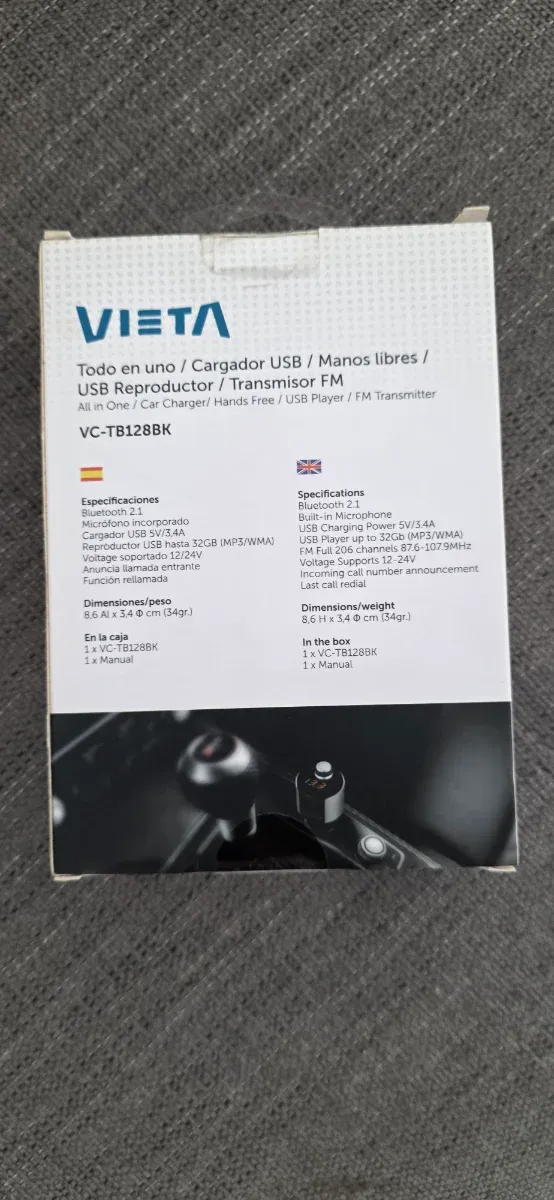 VIETA
Todo en uno / Cargador USB / Manos libres /
USB Reproductor / Transmisor FM
All in One / Car Charger/ Hands Free / USB Player / FM Transmitter
VC-TB128BK
Especificaciones
Bluetooth 2.1
Micrófono incorporado
Cargador USB 5V/3,4A
Reproductor USB hasta 32GB (MP3/WMA)
Voltage soportado 12/24V
Anuncia llamada entrante
Función rellamada
Dimensiones/peso
8,6 Al x 3,4 Φ cm (34gr.)
En la caja
1 x VC-TB128BK
1 x Manual
Specifications
Bluetooth 2.1
Built-in Microphone
USB Charging Power 5V/3.4A
USB Player up to 32Gb (MP3/WMA)
FM Full 206 channels 87.6-107.9MHz
Voltage Supports 12-24V
Incoming call number announcement
Last call redial
Dimensions/weight
8,6 H x 3,4 Φ cm (34gr.)
In the box
1 x VC-TB128BK
1 x Manual